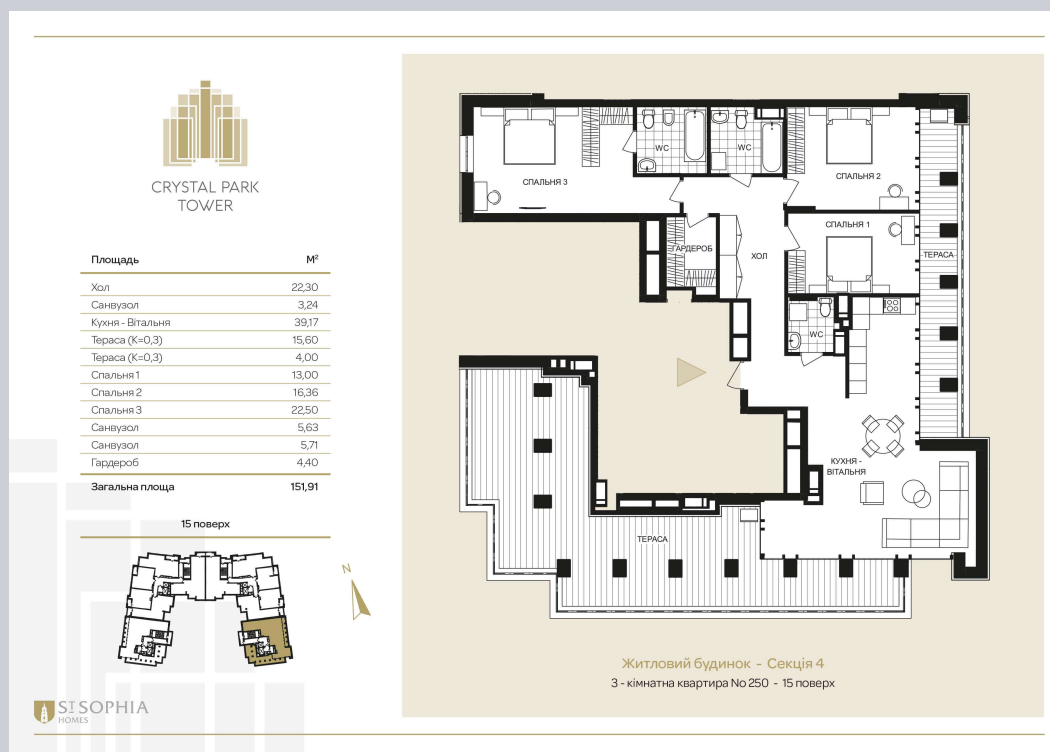 CRYSTAL PARK
TOWER
Площадь М²
Хол 22,30
Санвузол 3,24
Кухня - Вітальня 39,17
Тераса (К=0,3) 15,60
Тераса (К=0,3) 4,00
Спальня 1 13,00
Спальня 2 16,36
Спальня 3 22,50
Санвузол 5,63
Санвузол 5,71
Гардероб 4,40
Загальна площа 151,91
15 поверх
N
ST SOPHIA
HOMES
WC
WC
СПАЛЬНЯ 3
СПАЛЬНЯ 2
СПАЛЬНЯ 1
ГАРДЕРОБ
ХОЛ
ТЕРАСА
WC
КУХНЯ -
ВІТАЛЬНЯ
ТЕРАСА
Житловий будинок - Секція 4
3 - кімнатна квартира No 250 - 15 поверх